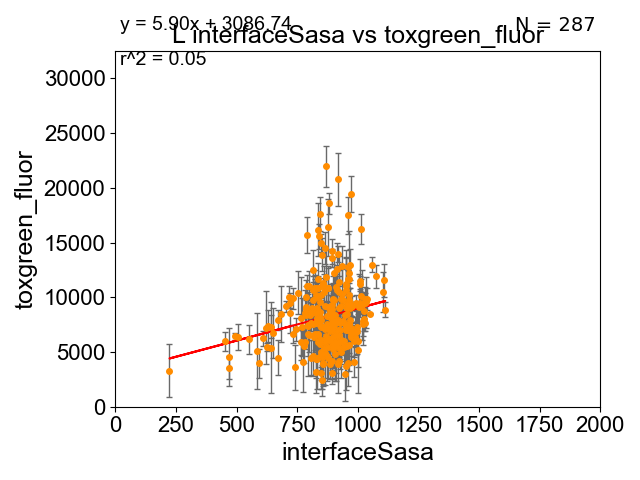 y = 5.90x + 3086.74
N = 287
L interfaceSasa vs toxgreen_fluor
r^2 = 0.05
30000
25000
20000
15000
10000
5000
0
toxgreen_fluor
0 250 500 750 1000 1250 1500 1750 2000
interfaceSasa